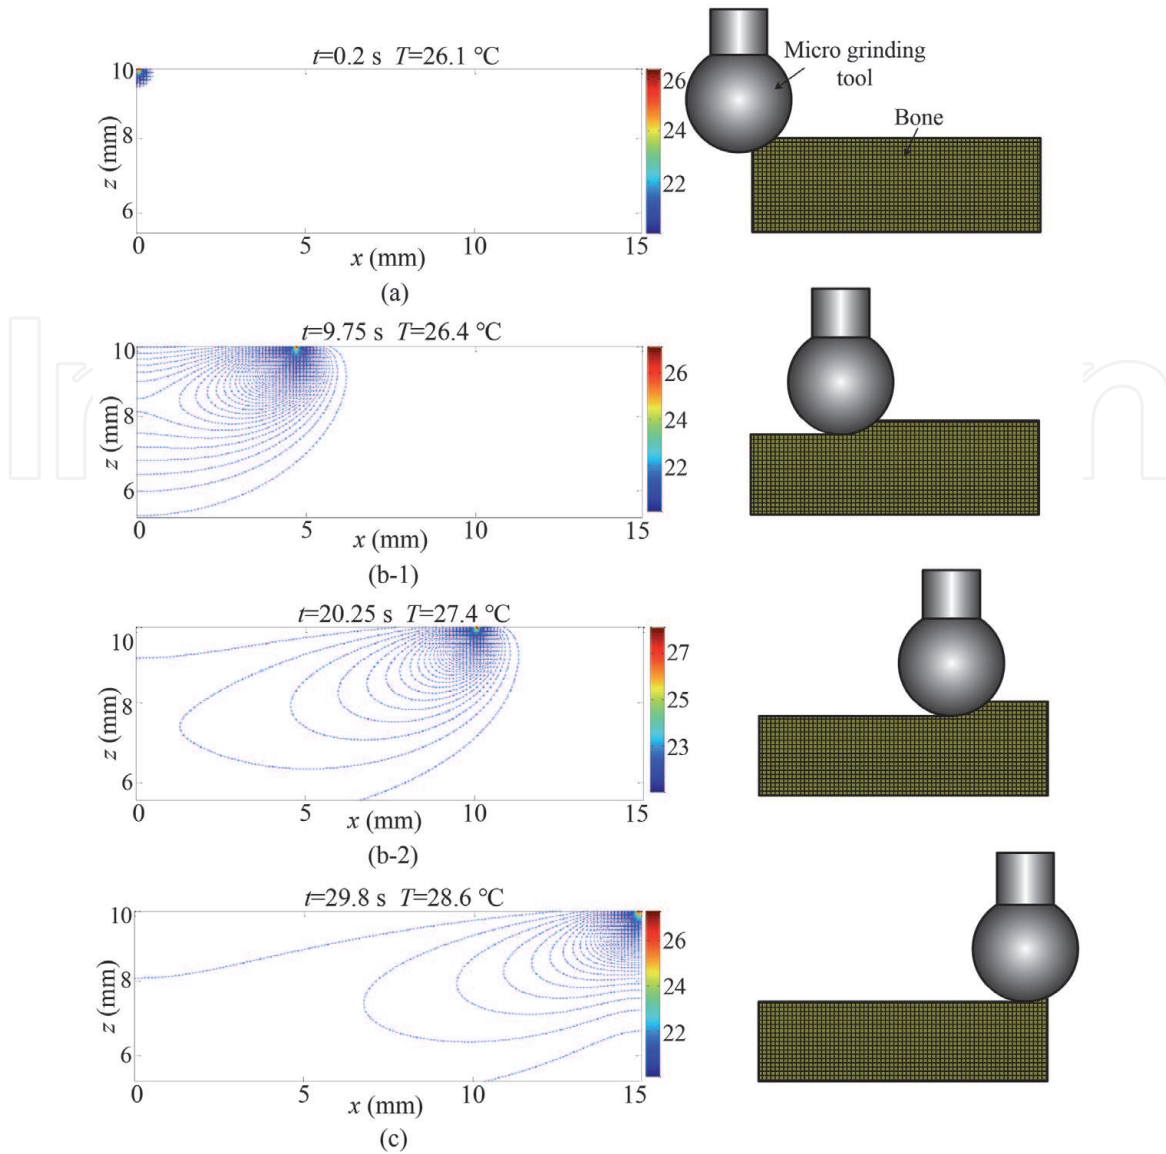 t=0.2 s T=26.1 °C
10
8
6
z (mm)
0
5
10
15
x (mm)
26
24
22
(a)
Micro grinding
tool
Bone
t=9.75 s T=26.4 °C
10
8
6
z (mm)
0
5
10
15
x (mm)
26
24
22
(b-1)
t=20.25 s T=27.4 °C
10
8
6
z (mm)
0
5
10
15
x (mm)
27
25
23
(b-2)
t=29.8 s T=28.6 °C
10
8
6
z (mm)
0
5
10
15
x (mm)
26
24
22
(c)